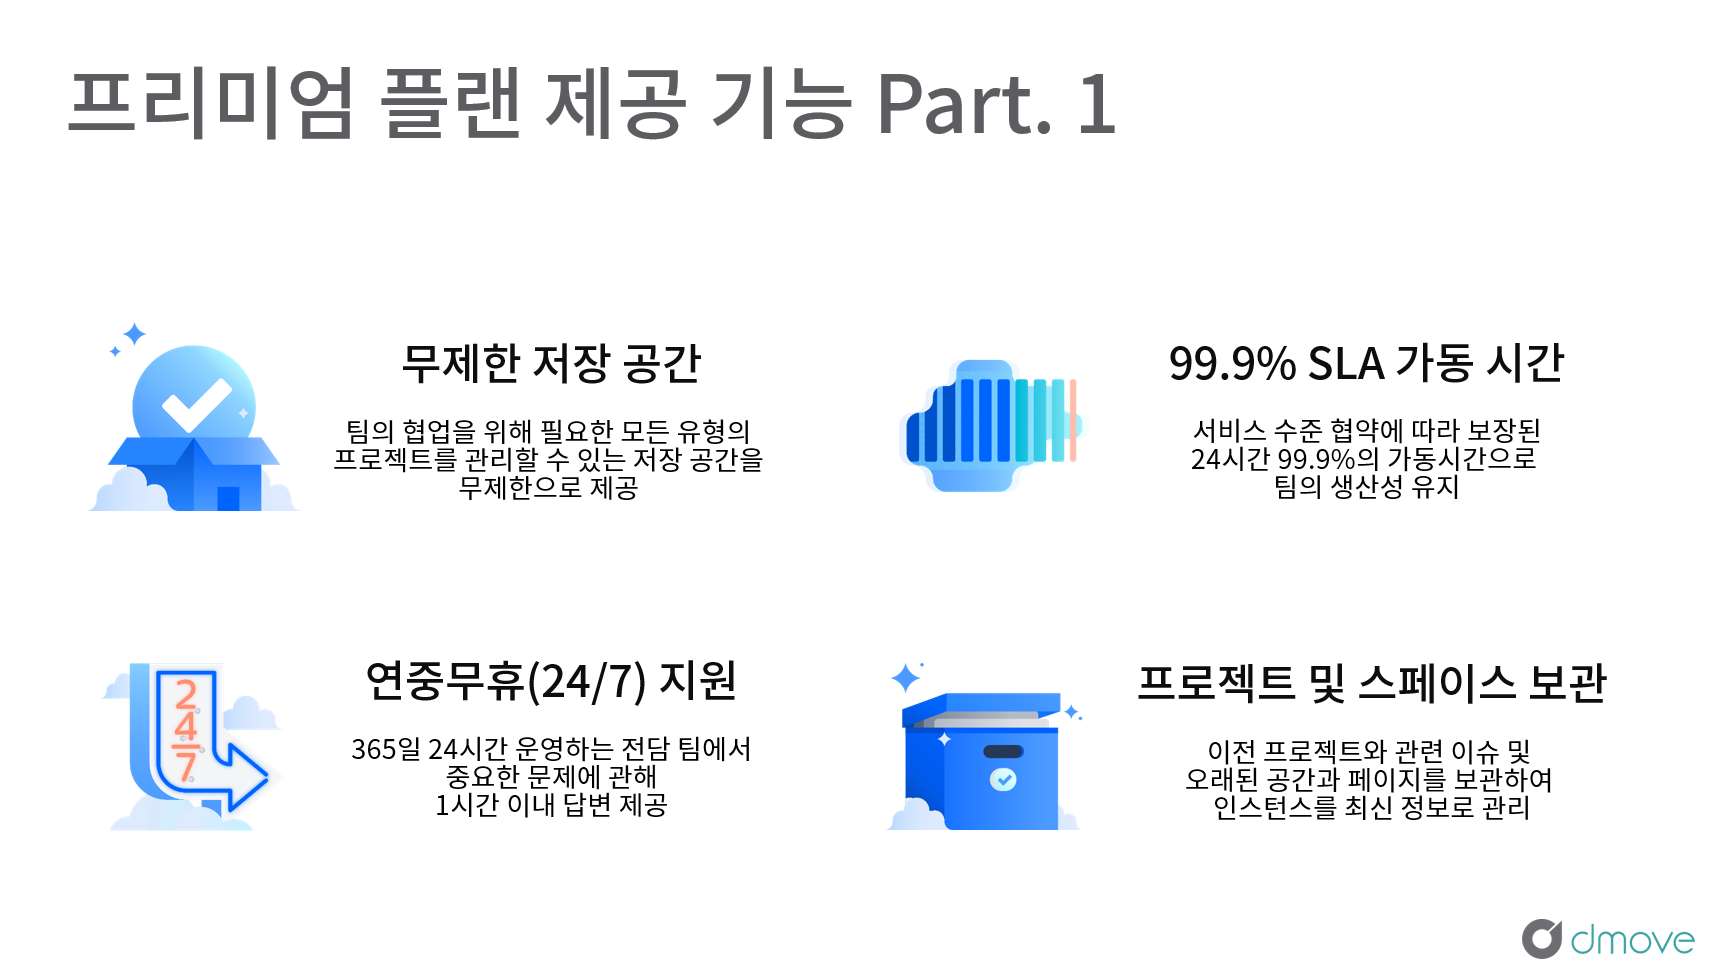 프리미엄 플랜 제공 기능 Part. 1
무제한 저장 공간
팀의 협업을 위해 필요한 모든 유형의
프로젝트를 관리할 수 있는 저장 공간을
무제한으로 제공
99.9% SLA 가동 시간
서비스 수준 협약에 따라 보장된
24시간 99.9%의 가동시간으로
팀의 생산성 유지
2
4
7
연중무휴(24/7) 지원
365일 24시간 운영하는 전담 팀에서
중요한 문제에 관해
1시간 이내 답변 제공
프로젝트 및 스페이스 보관
이전 프로젝트와 관련 이슈 및
오래된 공간과 페이지를 보관하여
인스턴스를 최신 정보로 관리
dmove